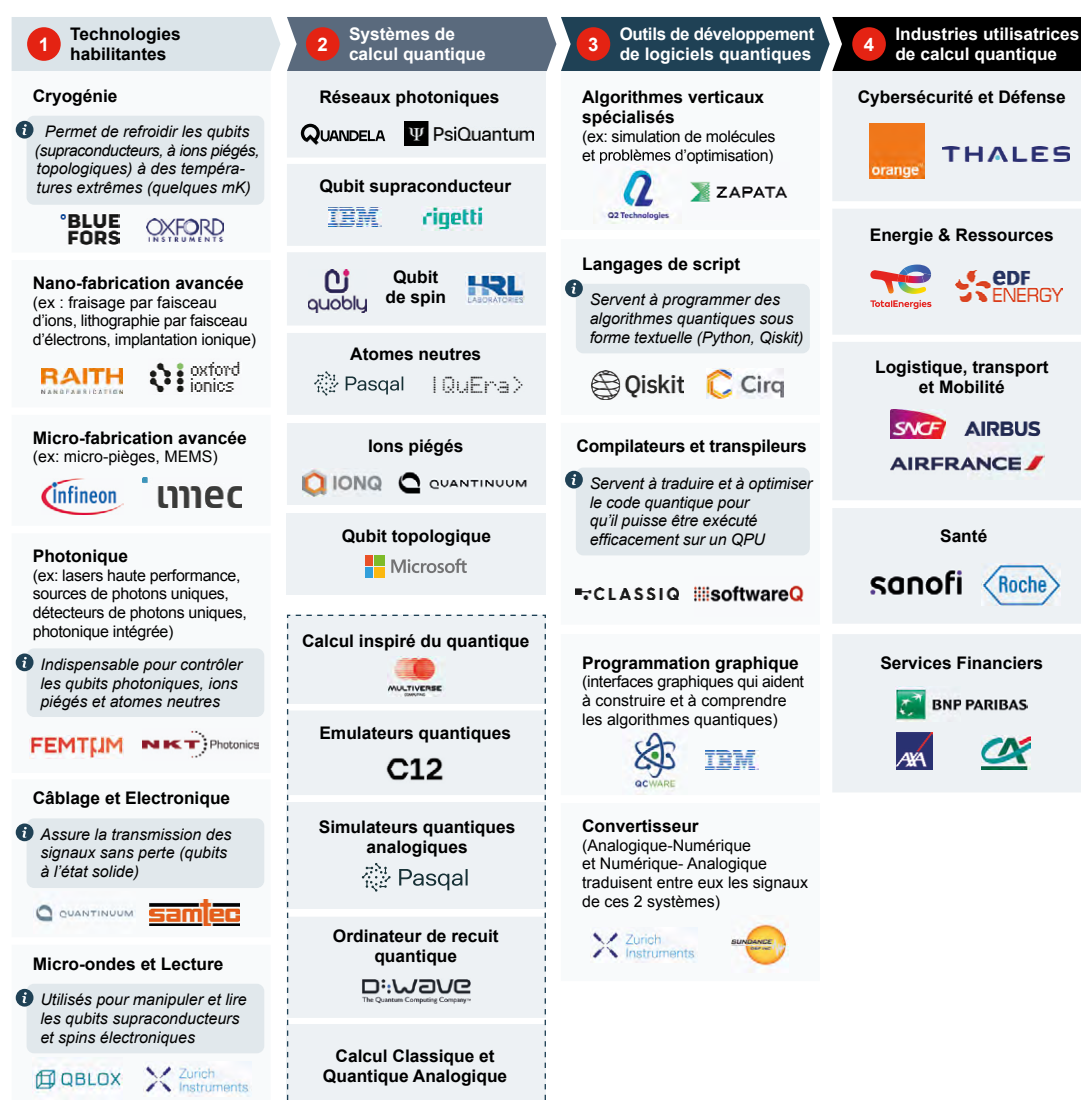 1
Technologies
habilitantes
Cryogénie
i
Permet de refroidir les qubits
(supraconducteurs, à ions piégés,
topologiques) à des tempéra-
tures extrêmes (quelques mK)
BLUE
FORS
OXFORD
INSTRUMENTS
Nano-fabrication avancée
(ex : fraisage par faisceau
d’ions, lithographie par faisceau
d’électrons, implantation ionique)
RAITH
NANOFABRICATION
oxford
ionics
Micro-fabrication avancée
(ex: micro-pièges, MEMS)
infineon
imec
Photonique
(ex: lasers haute performance,
sources de photons uniques,
détecteurs de photons uniques,
photonique intégrée)
i
Indispensable pour contrôler
les qubits photoniques, ions
piégés et atomes neutres
FEMTUM
NKT Photonics
Câblage et Electronique
i
Assure la transmission des
signaux sans perte (qubits
à l’état solide)
QUANTINUUM
samtec
Micro-ondes et Lecture
i
Utilisés pour manipuler et lire
les qubits supraconducteurs
et spins électroniques
QBLOX
Zurich
Instruments
2
Systèmes de
calcul quantique
Réseaux photoniques
QUANDELA
Ψ PsiQuantum
Qubit supraconducteur
IBM
rigetti
quobly
Qubit
de spin
HRL
LABORATORIES
Atomes neutres
Pasqal
|QuEra>
Ions piégés
IONQ
QUANTINUUM
Qubit topologique
Microsoft
Calcul inspiré du quantique
MULTIVERSE
COMPUTING
Emulateurs quantiques
C12
Simulateurs quantiques
analogiques
Pasqal
Ordinateur de recuit
quantique
D:wave
The Quantum Computing Company™
Calcul Classique et
Quantique Analogique
3
Outils de développement
de logiciels quantiques
Algorithmes verticaux
spécialisés
(ex: simulation de molécules
et problèmes d’optimisation)
Q2 Technologies
ZAPATA
Langages de script
i
Servent à programmer des
algorithmes quantiques sous
forme textuelle (Python, Qiskit)
Qiskit
Cirq
Compilateurs et transpileurs
i
Servent à traduire et à optimiser
le code quantique pour
qu’il puisse être exécuté
efficacement sur un QPU
CLASSIQ
softwareQ
Programmation graphique
(interfaces graphiques qui aident
à construire et à comprendre
les algorithmes quantiques)
QCWARE
IBM
Convertisseur
(Analogique-Numérique
et Numérique- Analogique
traduisent entre eux les signaux
de ces 2 systèmes)
Zurich
Instruments
SUNDANCE
DSP INC
4
Industries utilisatrices
de calcul quantique
Cybersécurité et Défense
orange
THALES
Energie & Ressources
TotalEnergies
eDF
ENERGY
Logistique, transport
et Mobilité
SNCF
AIRBUS
AIRFRANCE
Santé
sanofi
Roche
Services Financiers
BNP PARIBAS
AXA
CA